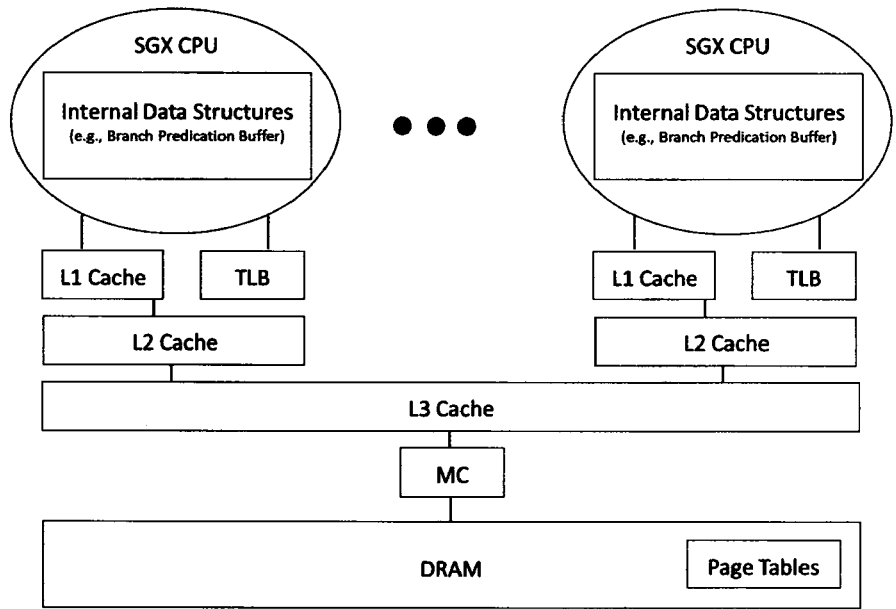 SGX CPU
Internal Data Structures
(e.g., Branch Predication Buffer)
SGX CPU
Internal Data Structures
(e.g., Branch Predication Buffer)
L1 Cache
TLB
L1 Cache
TLB
L2 Cache
L2 Cache
L3 Cache
MC
DRAM
Page Tables